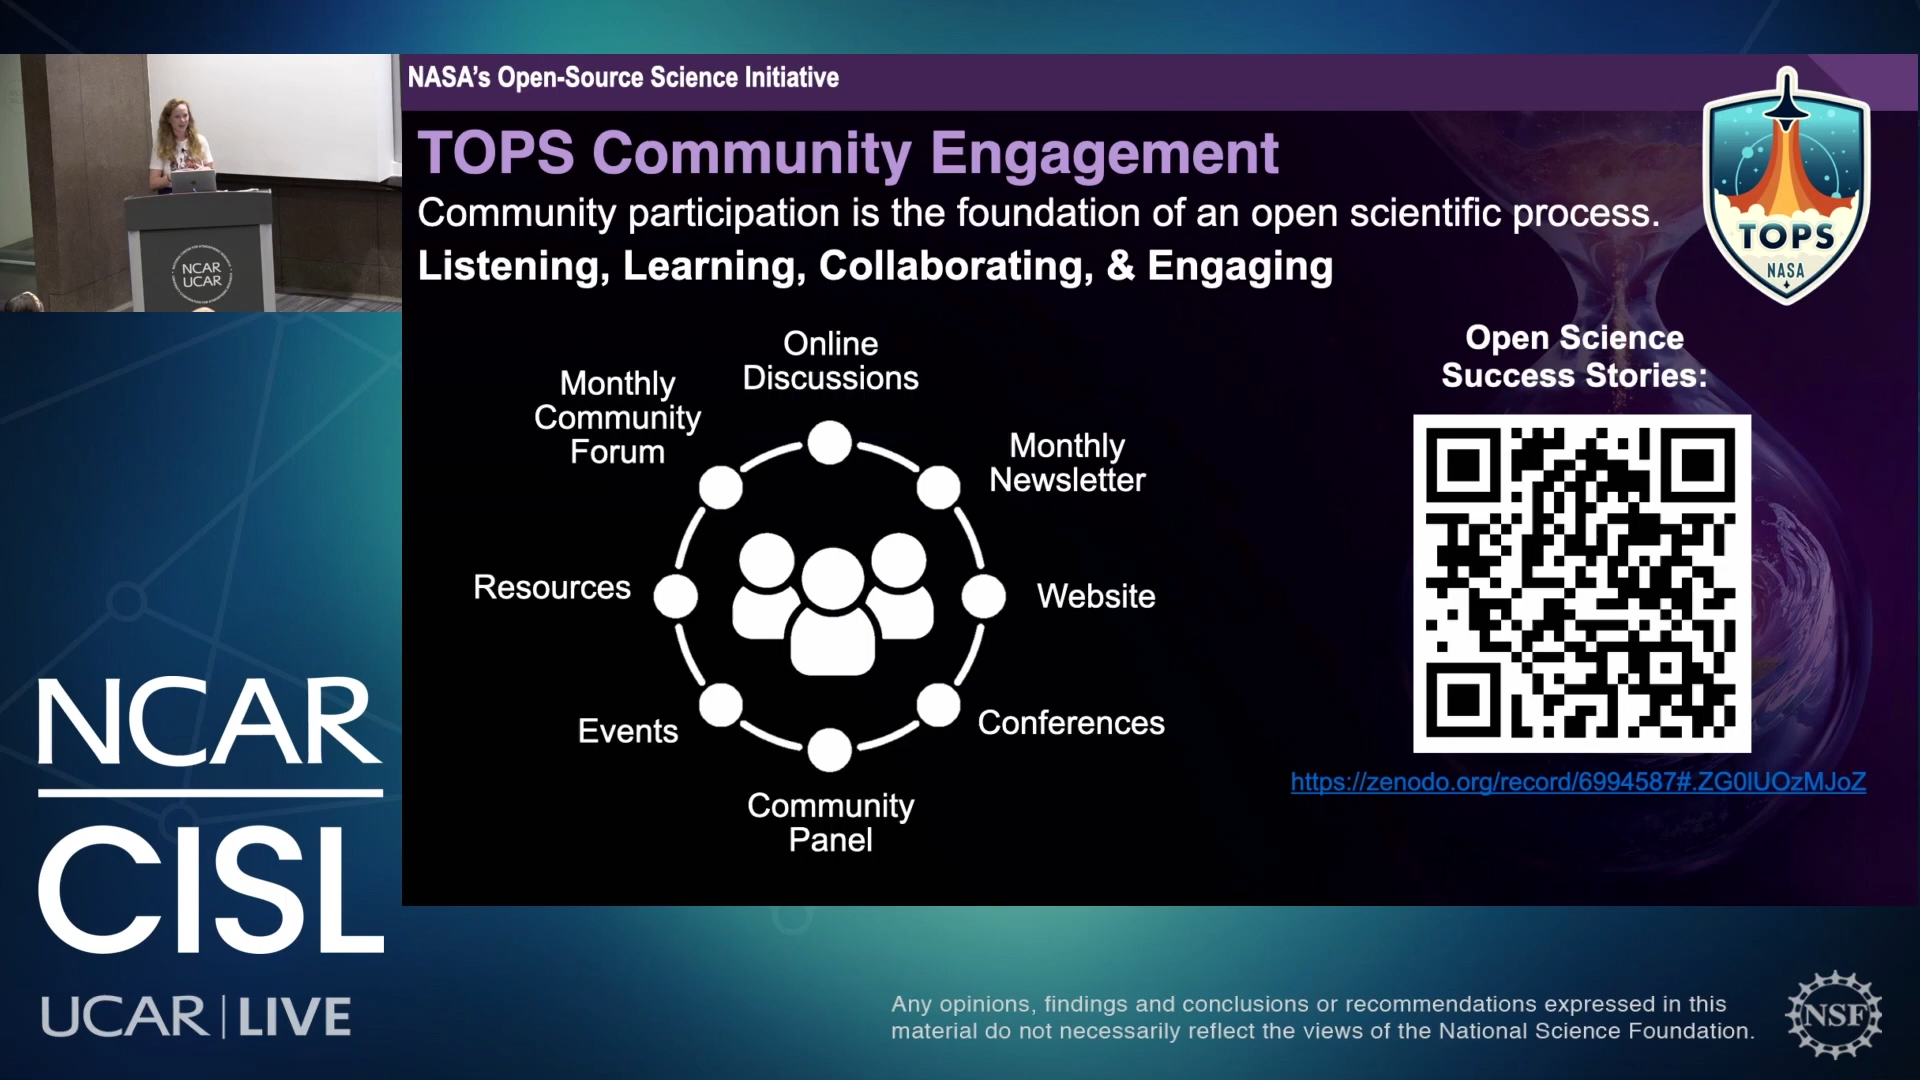 NASA's Open-Source Science Initiative
TOPS Community Engagement
Community participation is the foundation of an open scientific process.
Listening, Learning, Collaborating, & Engaging
TOPS
NASA
NCAR
UCAR
Online
Discussions
Monthly
Community
Forum
Monthly
Newsletter
Resources
Website
Events
Conferences
Community
Panel
Open Science
Success Stories:
https://zenodo.org/record/6994587#.ZG0lUOzMJoZ
NCAR
CISL
UCAR | LIVE
Any opinions, findings and conclusions or recommendations expressed in this
material do not necessarily reflect the views of the National Science Foundation.
NSF